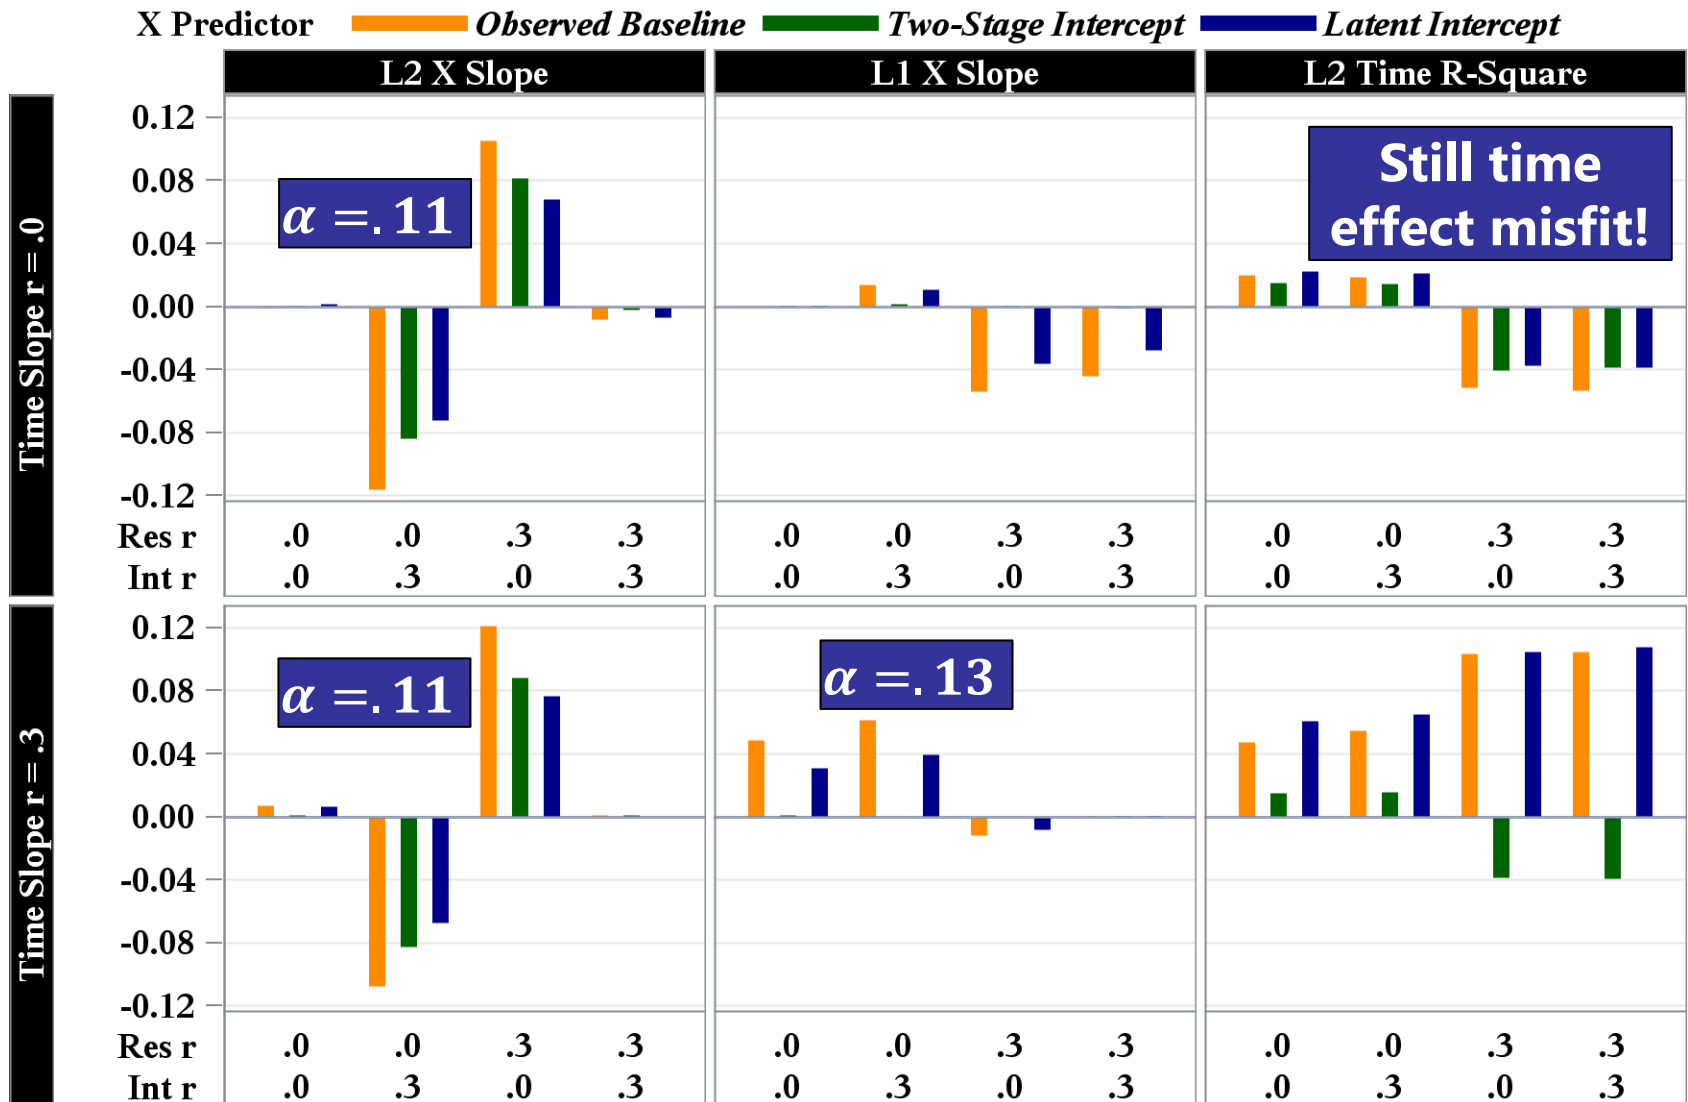 X Predictor Observed Baseline Two-Stage Intercept Latent Intercept
L2 X Slope L1 X Slope L2 Time R-Square
Time Slope r = .0
0.12
0.08
0.04
0.00
-0.04
-0.08
-0.12
α =. 11
Still time
effect misfit!
Res r .0 .0 .3 .3 .0 .0 .3 .3 .0 .0 .3 .3
Int r .0 .3 .0 .3 .0 .3 .0 .3 .0 .3 .0 .3
Time Slope r = .3
0.12
0.08
0.04
0.00
-0.04
-0.08
-0.12
α =. 11
α =. 13
Res r .0 .0 .3 .3 .0 .0 .3 .3 .0 .0 .3 .3
Int r .0 .3 .0 .3 .0 .3 .0 .3 .0 .3 .0 .3